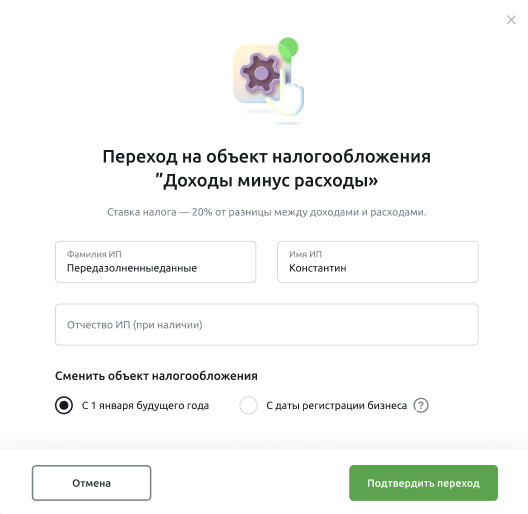 Переход на объект налогообложения
”Доходы минус расходы»
Ставка налога — 20% от разницы между доходами и расходами.
Фамилия ИП
Передазолненныеданные
Имя ИП
Константин
Отчество ИП (при наличии)
Сменить объект налогообложения
С 1 января будущего года
С даты регистрации бизнеса ?
Отмена
Подтвердить переход